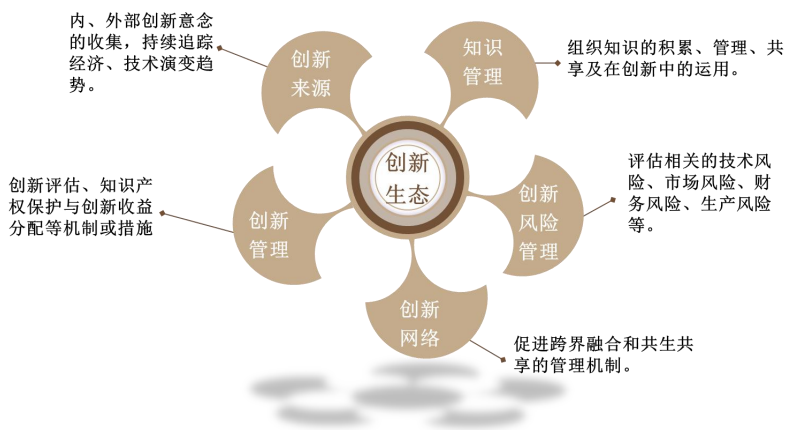 内、外部创新意念
的收集，持续追踪
经济、技术演变趋
势。
创新
来源
知识
管理
组织知识的积累、管理、共
享及在创新中的运用。
创新
生态
创新评估、知识产
权保护与创新收益
分配等机制或措施
创新
管理
创新
风险
管理
评估相关的技术风
险、市场风险、财
务风险、生产风险
等。
创新
网络
促进跨界融合和共生共
享的管理机制。